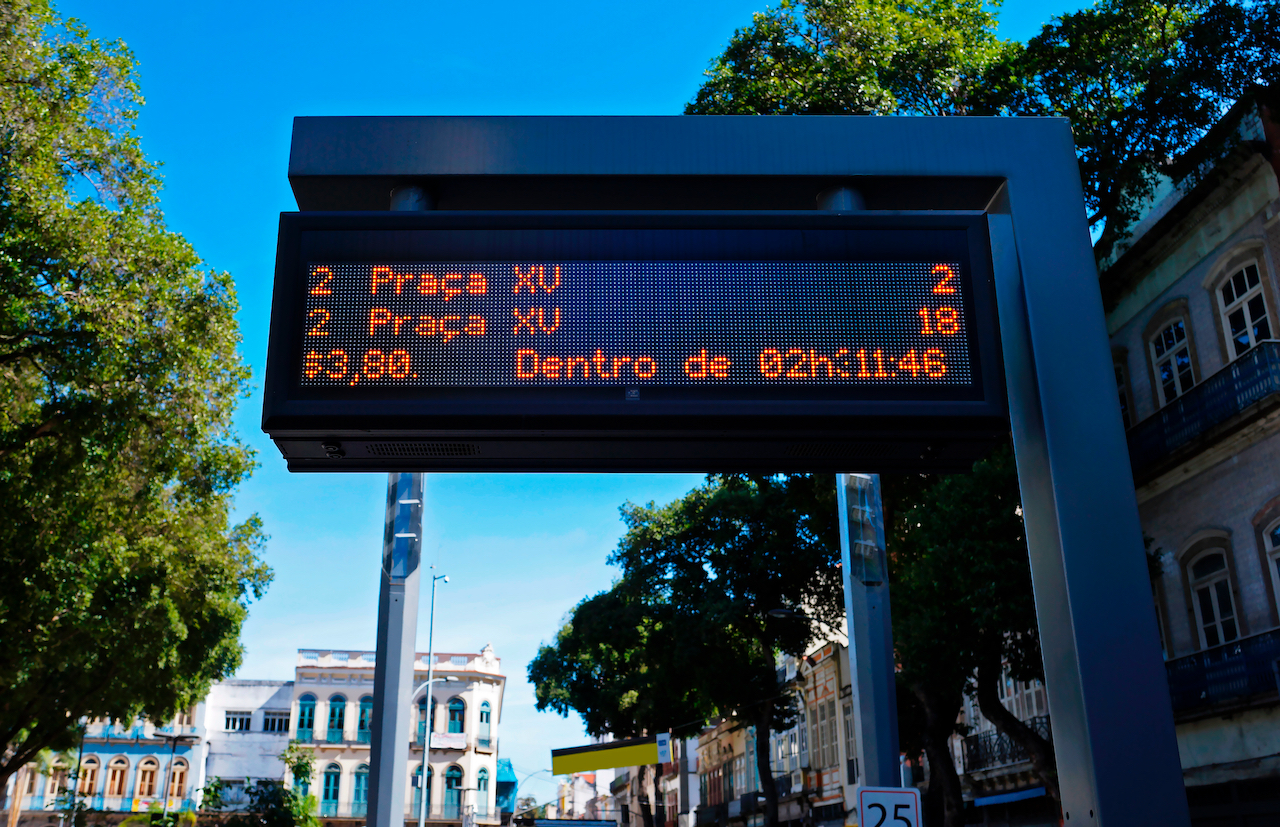 2 Praça XV 2
2 Praça XV 18
$3,80. Dentro de 02h:11:46
25